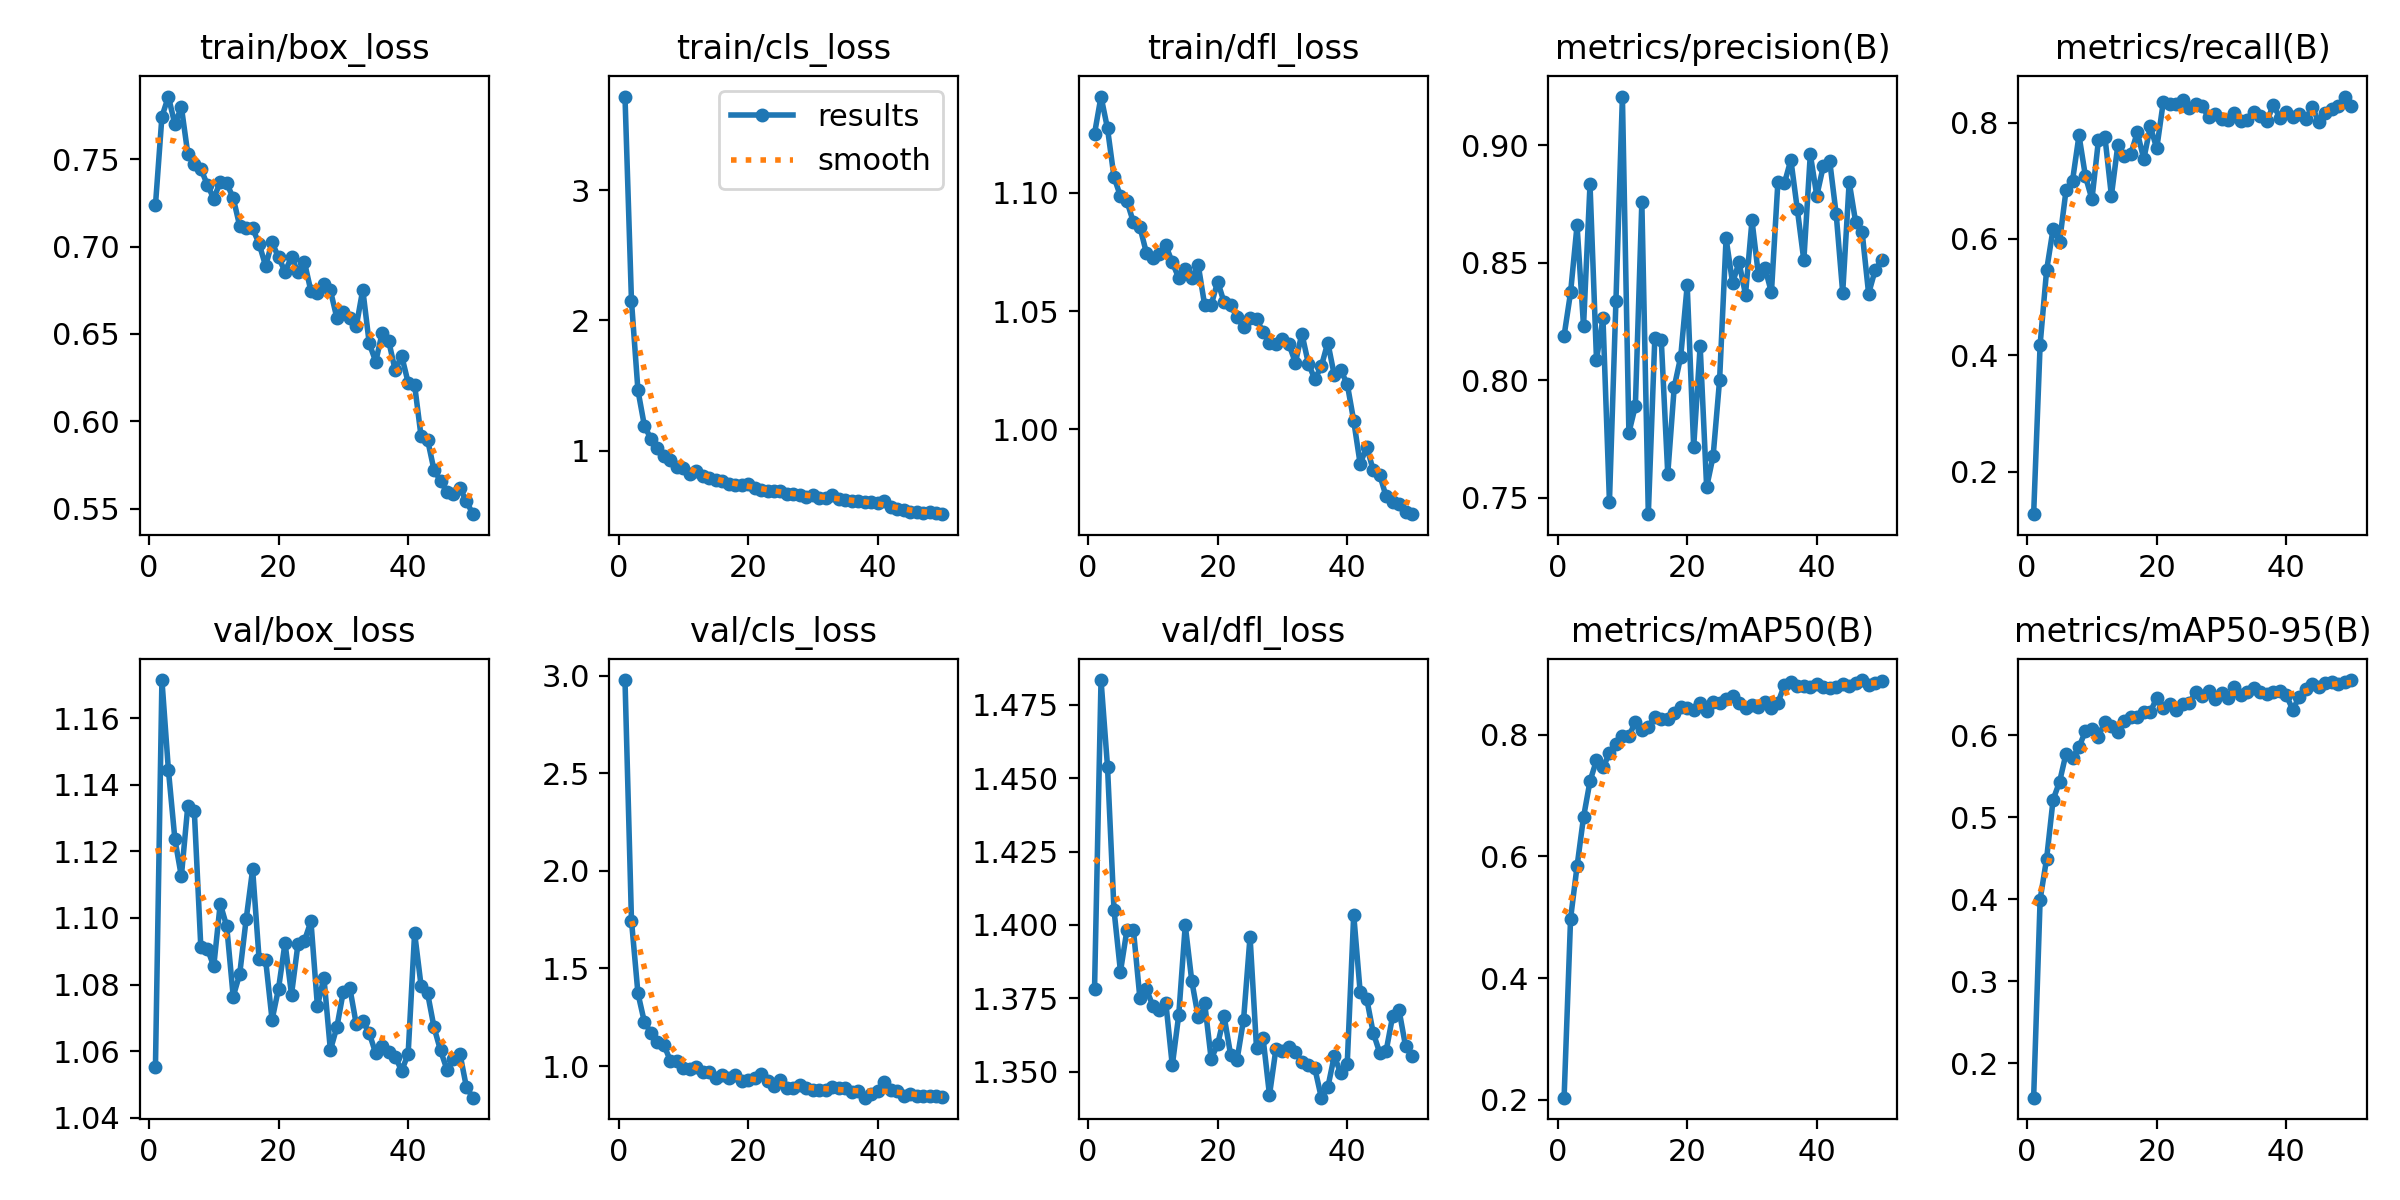 train/box_loss
0.75
0.70
0.65
0.60
0.55
0 20 40
train/cls_loss
results
smooth
3
2
1
0 20 40
train/dfl_loss
1.10
1.05
1.00
0 20 40
metrics/precision(B)
0.90
0.85
0.80
0.75
0 20 40
metrics/recall(B)
0.8
0.6
0.4
0.2
0 20 40
val/box_loss
1.16
1.14
1.12
1.10
1.08
1.06
1.04
0 20 40
val/cls_loss
3.0
2.5
2.0
1.5
1.0
0 20 40
val/dfl_loss
1.475
1.450
1.425
1.400
1.375
1.350
0 20 40
metrics/mAP50(B)
0.8
0.6
0.4
0.2
0 20 40
metrics/mAP50-95(B)
0.6
0.5
0.4
0.3
0.2
0 20 40